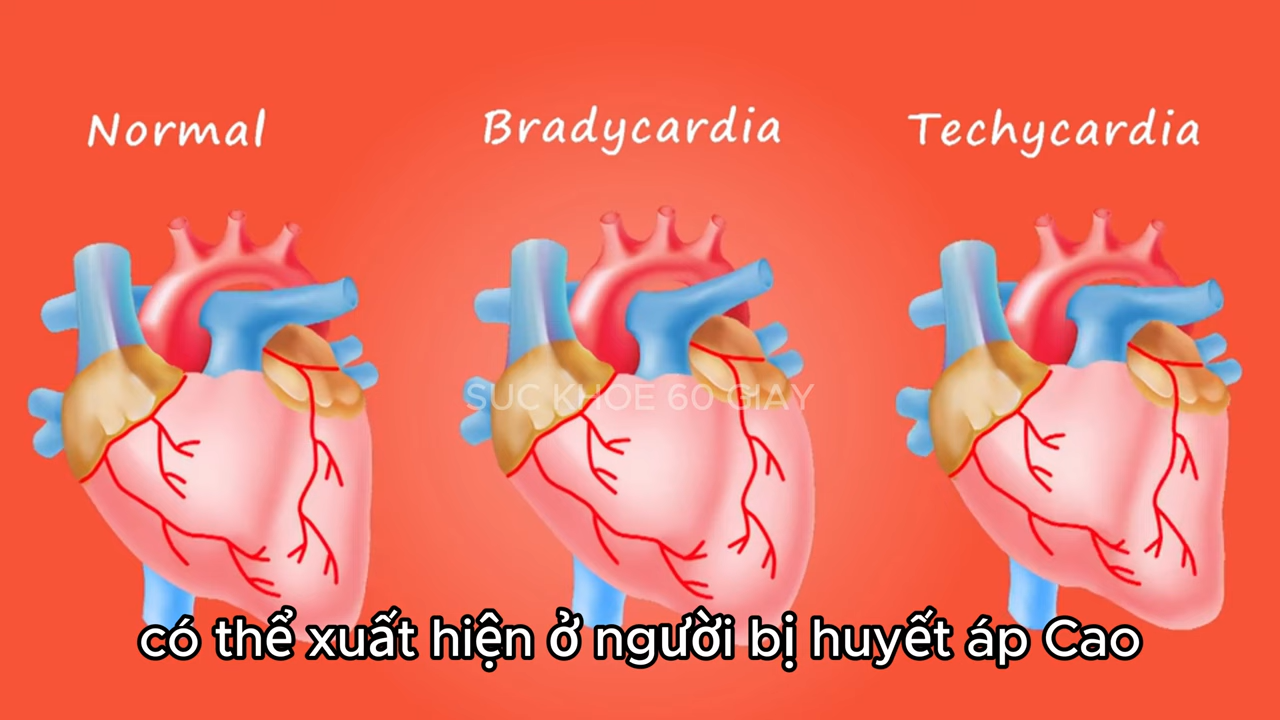 Normal
Bradycardia
Techycardia
SUC KHOE 60 GIAY
có thể xuất hiện ở người bị huyết áp Cao